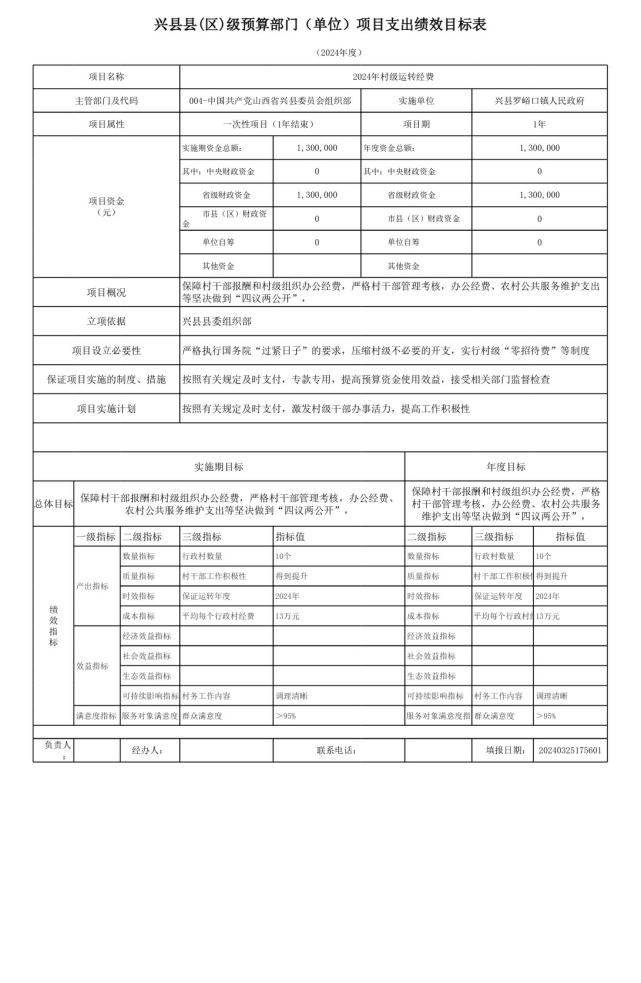 兴县县(区)级预算部门（单位）项目支出绩效目标表
（2024年度）
项目名称 2024年村级运转经费
主管部门及代码 004-中国共产党山西省兴县委员会组织部 实施单位 兴县罗峪口镇人民政府
项目属性 一次性项目（1年结束） 项目期 1年
项目资金
（元）
实施期资金总额： 1,300,000 年度资金总额： 1,300,000
其中：中央财政资金 0 其中：中央财政资金 0
省级财政资金 1,300,000 省级财政资金 1,300,000
市县（区）财政资
金 0 市县（区）财政资金 0
单位自筹 0 单位自筹 0
其他资金 其他资金
项目概况 保障村干部报酬和村级组织办公经费，严格村干部管理考核，办公经费、农村公共服务维护支出
等坚决做到“四议两公开”，
立项依据 兴县县委组织部
项目设立必要性 严格执行国务院“过紧日子”的要求，压缩村级不必要的开支，实行村级“零招待费”等制度
保证项目实施的制度、措施 按照有关规定及时支付，专款专用，提高预算资金使用效益，接受相关部门监督检查
项目实施计划 按照有关规定及时支付，激发村级干部办事活力，提高工作积极性
实施期目标 年度目标
总体目标
保障村干部报酬和村级组织办公经费，严格村干部管理考核，办公经费、
农村公共服务维护支出等坚决做到“四议两公开”，
保障村干部报酬和村级组织办公经费，严格
村干部管理考核，办公经费、农村公共服务
维护支出等坚决做到“四议两公开”，
绩效指标
一级指标 二级指标 三级指标 指标值 二级指标 三级指标 指标值
产出指标
数量指标 行政村数量 10个 数量指标 行政村数量 10个
质量指标 村干部工作积极性 得到提升 质量指标 村干部工作积极性 得到提升
时效指标 保证运转年度 2024年 时效指标 保证运转年度 2024年
成本指标 平均每个行政村经费 13万元 成本指标 平均每个行政村 13万元
效益指标
经济效益指标 经济效益指标
社会效益指标 社会效益指标
生态效益指标 生态效益指标
可持续影响指标 村务工作内容 调理清晰 可持续影响指标 村务工作内容 调理清晰
满意度指标 服务对象满意度 群众满意度 ＞95% 服务对象满意度指 群众满意度 ＞95%
负责人
： 经办人： 联系电话： 填报日期： 20240325175601